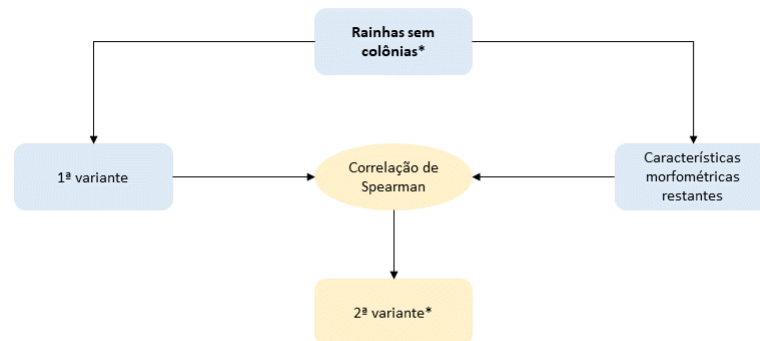 Rainhas sem
colônias*
1ª variante
Correlação de
Spearman
Características
morfométricas
restantes
2ª variante*